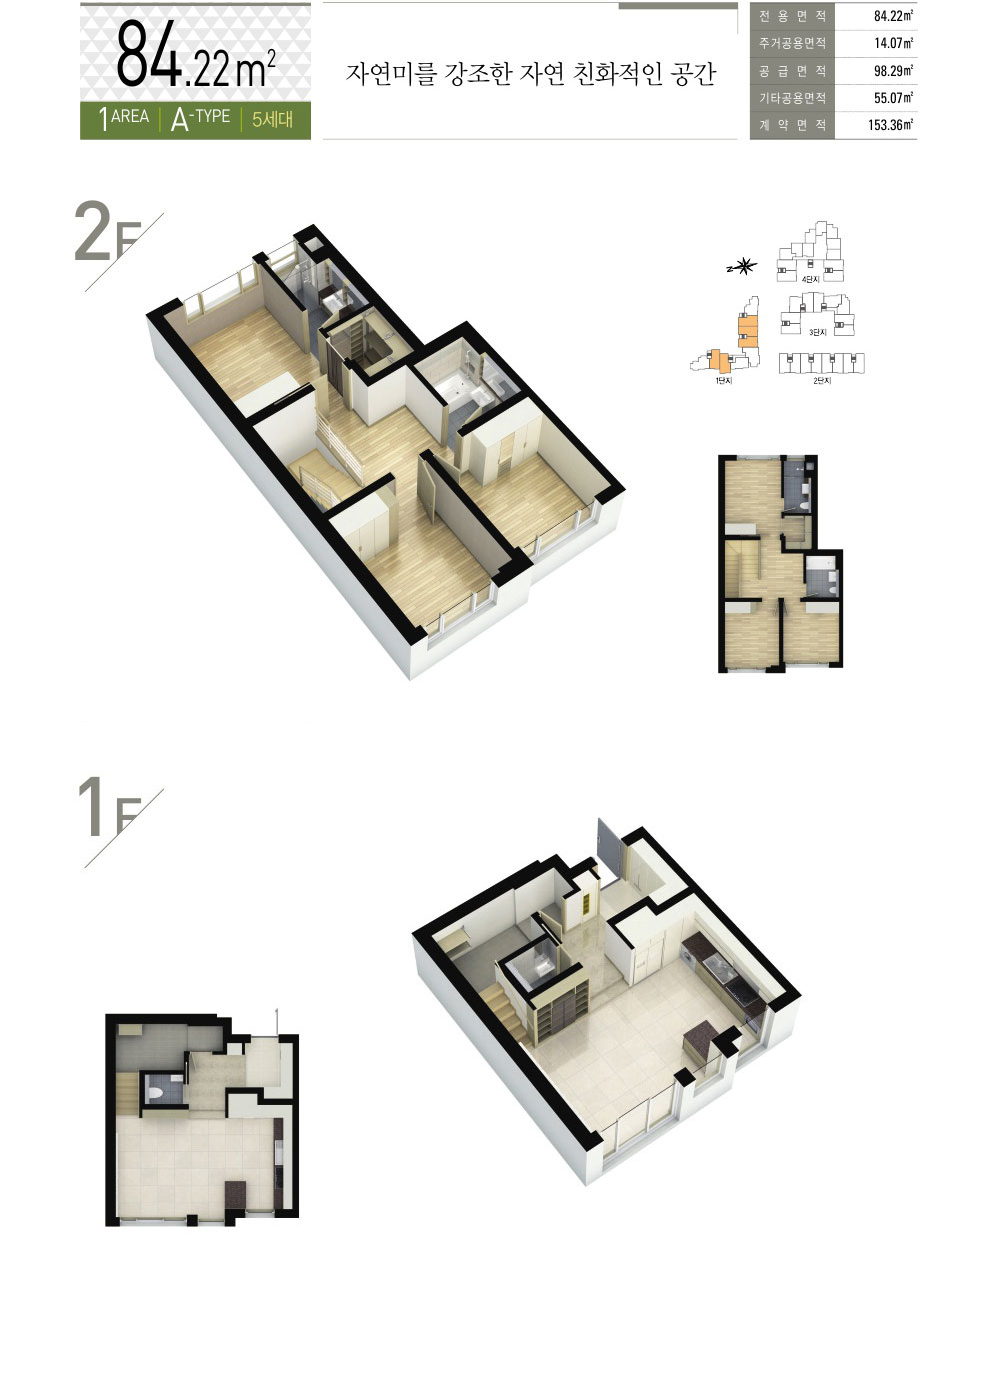 84.22m²
1 AREA | A-TYPE | 5세대
자연미를 강조한 자연 친화적인 공간
전 용 면 적 84.22㎡
주거공용면적 14.07㎡
공 급 면 적 98.29㎡
기타공용면적 55.07㎡
계 약 면 적 153.36㎡
2F
N
4단지
3단지
1단지
2단지
1F